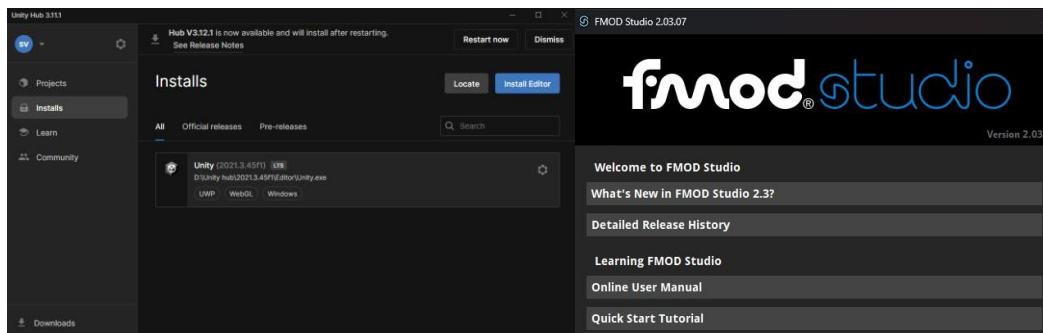 Unity Hub 3.11.1
SV
Hub V3.12.1 is now available and will install after restarting.
See Release Notes
Restart now
Dismiss
Projects
Installs
Learn
Community
Downloads
Installs
Locate
Install Editor
All
Official releases
Pre-releases
Search
Unity (2021.3.45f1) LTS
D:\Unity hub\2021.3.45f1\Editor\Unity.exe
UWP
WebGL
Windows
FMOD Studio 2.03.07
fmod® studio
Version 2.03
Welcome to FMOD Studio
What's New in FMOD Studio 2.3?
Detailed Release History
Learning FMOD Studio
Online User Manual
Quick Start Tutorial